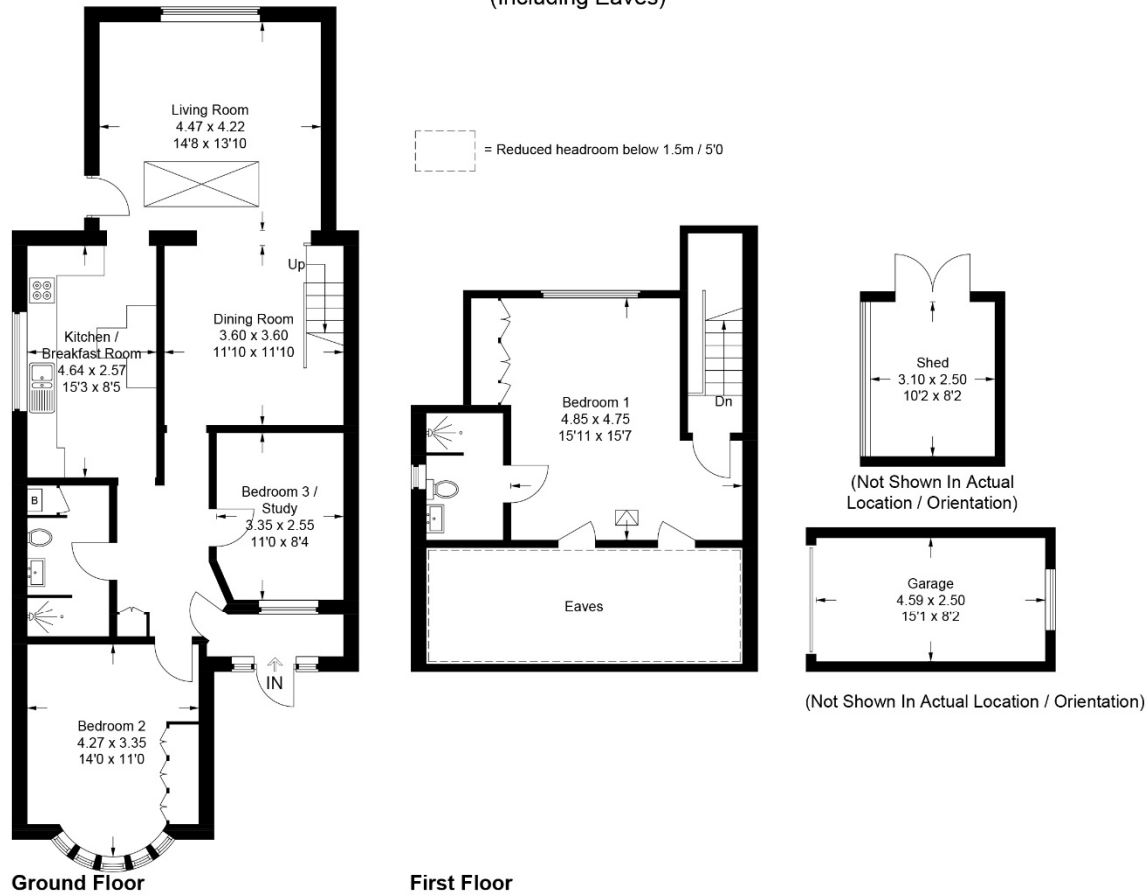 (Including Eaves)
Living Room
4.47 x 4.22
14'8 x 13'10
= Reduced headroom below 1.5m / 5'0
Up
Kitchen /
Breakfast Room
4.64 x 2.57
15'3 x 8'5
Dining Room
3.60 x 3.60
11'10 x 11'10
B
Bedroom 3 /
Study
3.35 x 2.55
11'0 x 8'4
IN
Bedroom 2
4.27 x 3.35
14'0 x 11'0
Ground Floor
Bedroom 1
4.85 x 4.75
15'11 x 15'7
Dn
Eaves
First Floor
Shed
3.10 x 2.50
10'2 x 8'2
(Not Shown In Actual
Location / Orientation)
Garage
4.59 x 2.50
15'1 x 8'2
(Not Shown In Actual Location / Orientation)